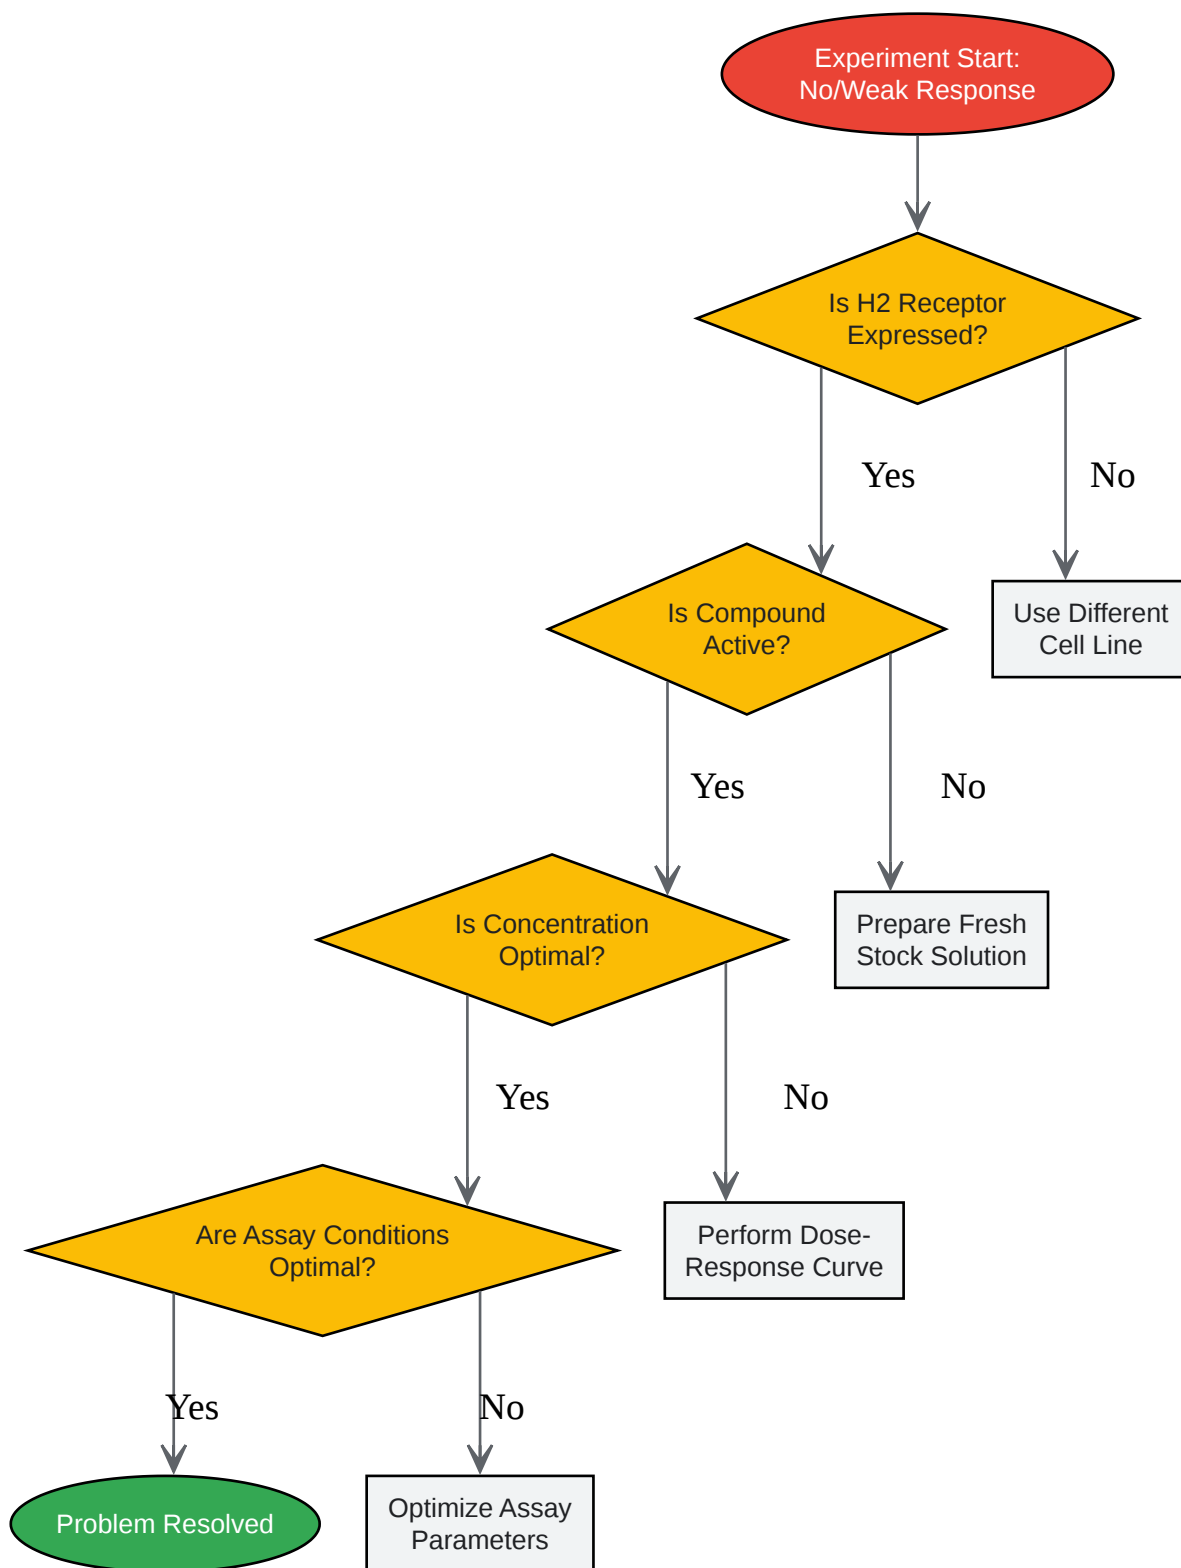 Experiment Start:
No/Weak Response
Is H2 Receptor
Expressed?
Yes
No
Is Compound
Active?
Use Different
Cell Line
Yes
No
Is Concentration
Optimal?
Prepare Fresh
Stock Solution
Yes
No
Are Assay Conditions
Optimal?
Perform Dose-
Response Curve
Yes
No
Problem Resolved
Optimize Assay
Parameters